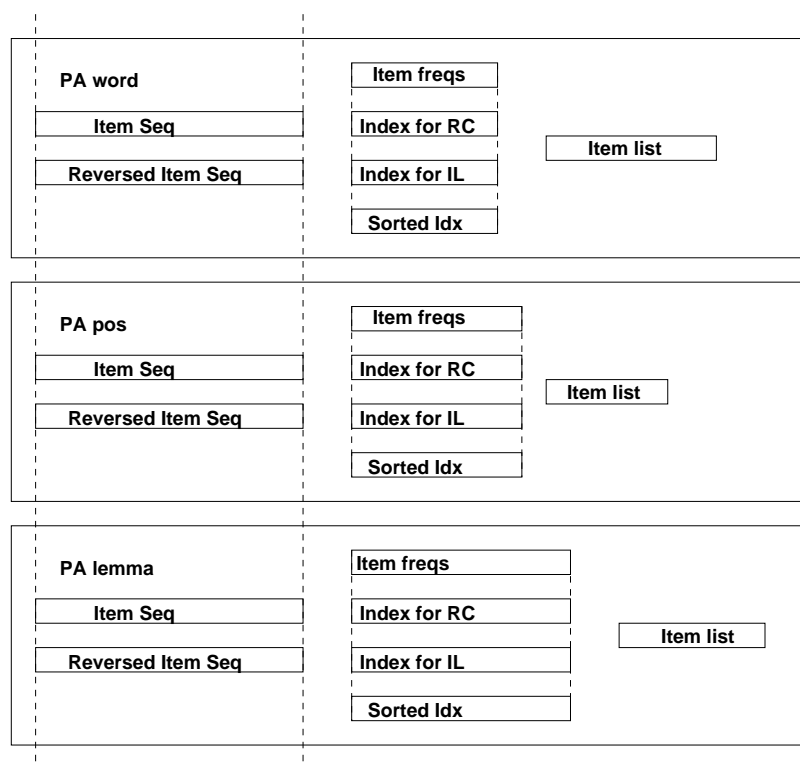 PA word
Item freqs
Item Seq
Index for RC
Item list
Reversed Item Seq
Index for IL
Sorted Idx
PA pos
Item freqs
Item Seq
Index for RC
Item list
Reversed Item Seq
Index for IL
Sorted Idx
PA lemma
Item freqs
Item Seq
Index for RC
Item list
Reversed Item Seq
Index for IL
Sorted Idx